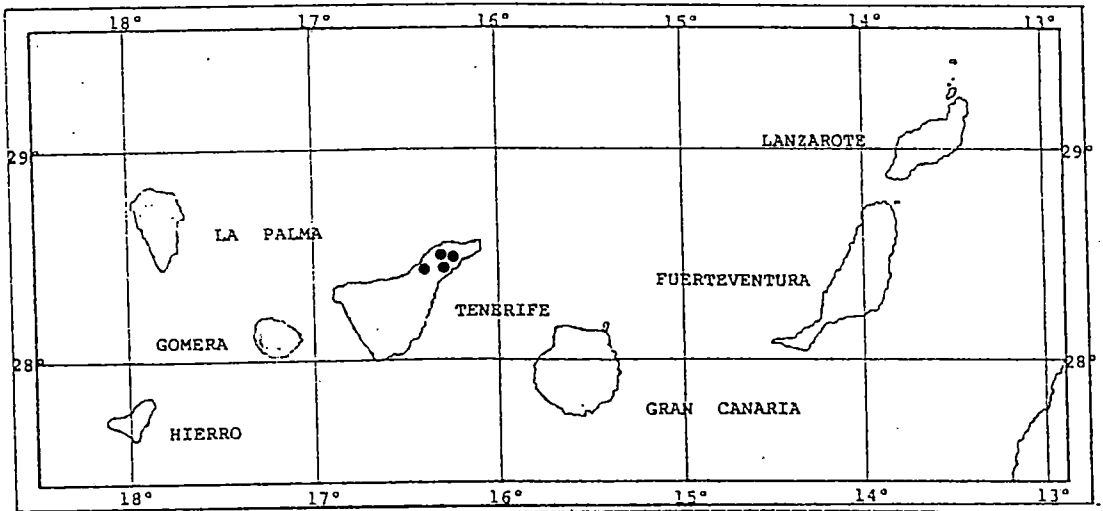 18° 17° 16° 15° 14° 13°
LANZAROTE
29° 29°
LA PALMA
FUERTEVENTURA
TENERIFE
GOMERA
28° 28°
GRAN CANARIA
HIERRO
18° 17° 16° 15° 14° 13°